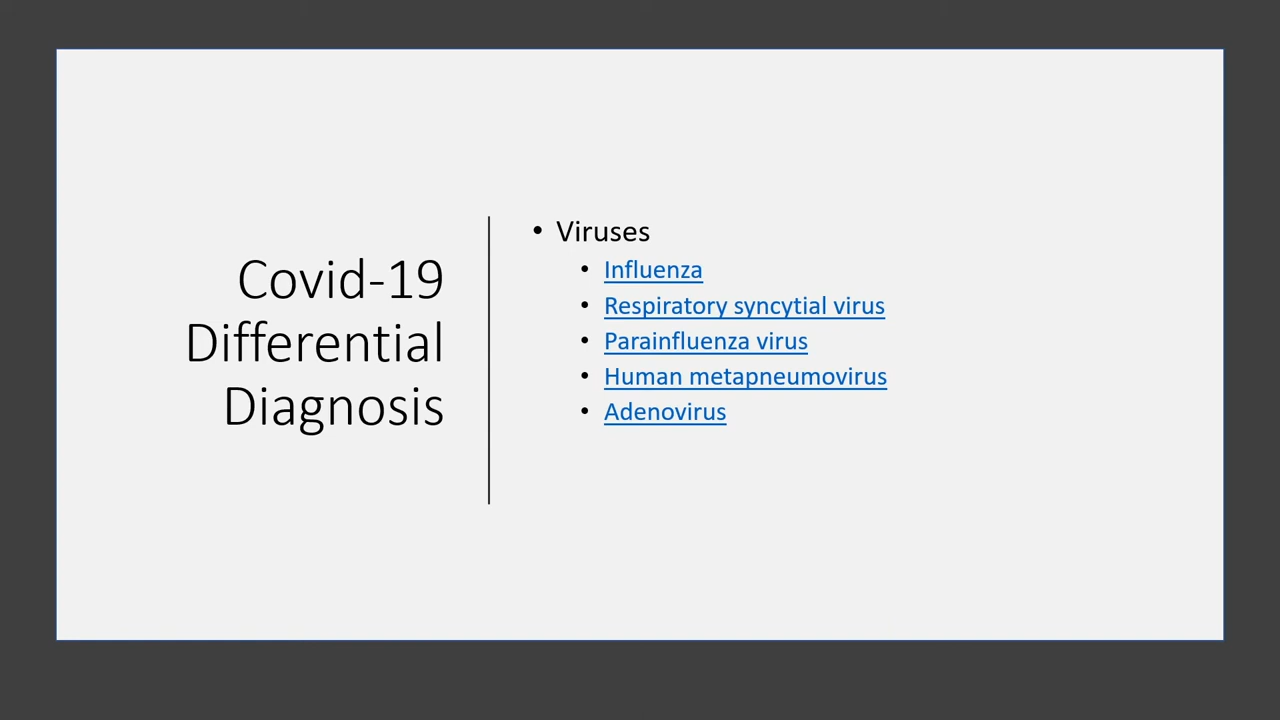 Covid-19
Differential
Diagnosis
• Viruses
• Influenza
• Respiratory syncytial virus
• Parainfluenza virus
• Human metapneumovirus
• Adenovirus